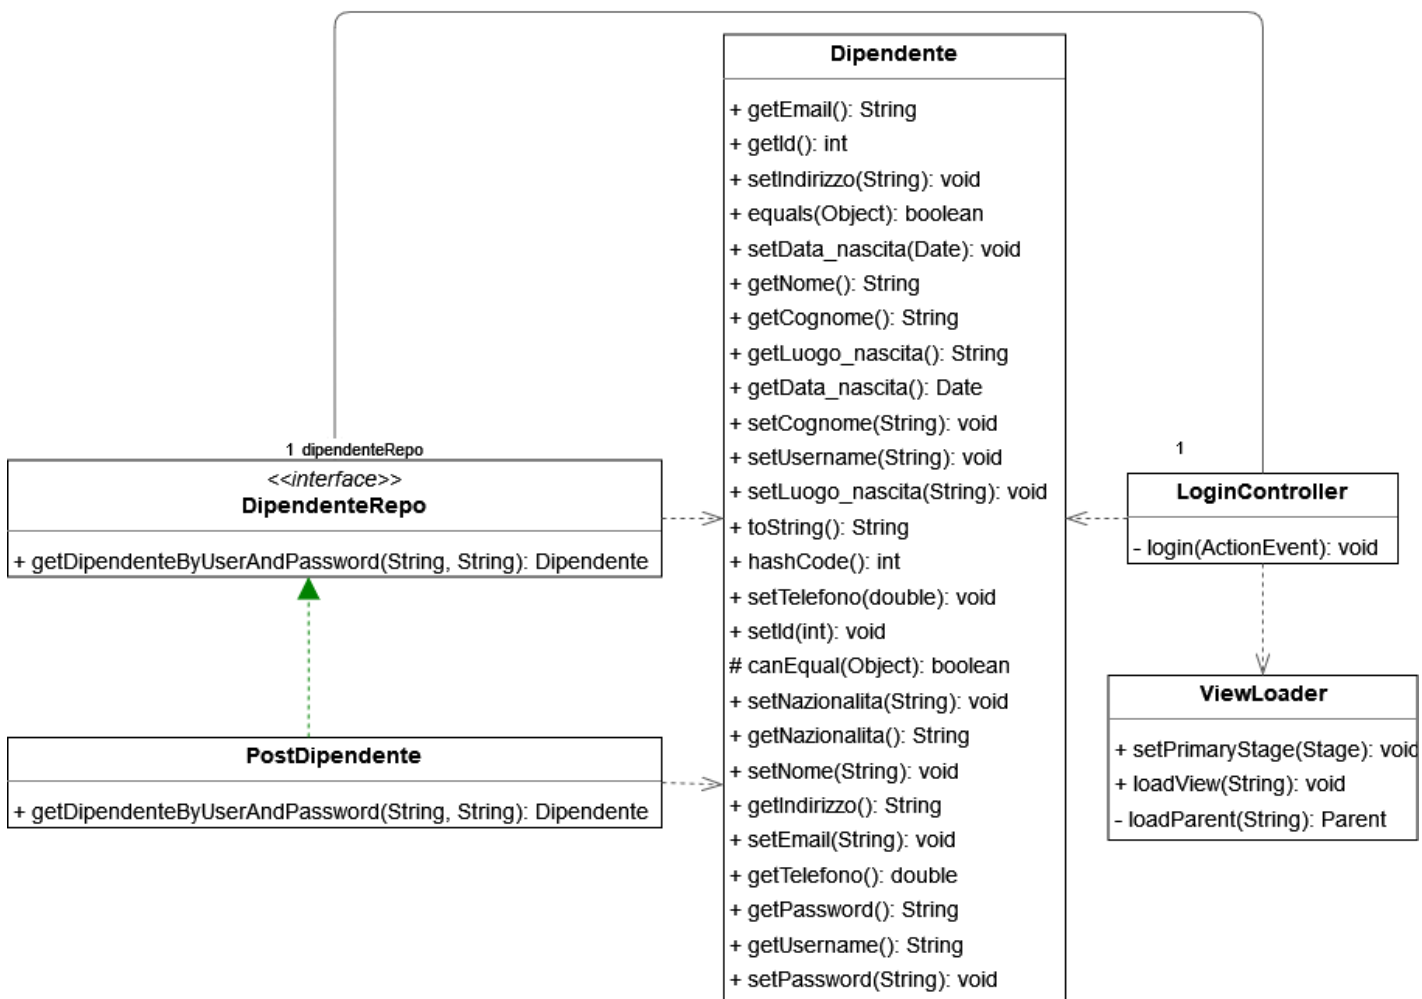 Dipendente
+ getEmail(): String
+ getId(): int
+ setIndirizzo(String): void
+ equals(Object): boolean
+ setData_nascita(Date): void
+ getNome(): String
+ getCognome(): String
+ getLuogo_nascita(): String
+ getData_nascita(): Date
+ setCognome(String): void
+ setUsername(String): void
+ setLuogo_nascita(String): void
+ toString(): String
+ hashCode(): int
+ setTelefono(double): void
+ setId(int): void
# canEqual(Object): boolean
+ setNazionalita(String): void
+ getNazionalita(): String
+ setNome(String): void
+ getIndirizzo(): String
+ setEmail(String): void
+ getTelefono(): double
+ getPassword(): String
+ getUsername(): String
+ setPassword(String): void
1 dipendenteRepo
<<interface>>
DipendenteRepo
+ getDipendenteByUserAndPassword(String, String): Dipendente
PostDipendente
+ getDipendenteByUserAndPassword(String, String): Dipendente
1
LoginController
- login(ActionEvent): void
ViewLoader
+ setPrimaryStage(Stage): void
+ loadView(String): void
- loadParent(String): Parent